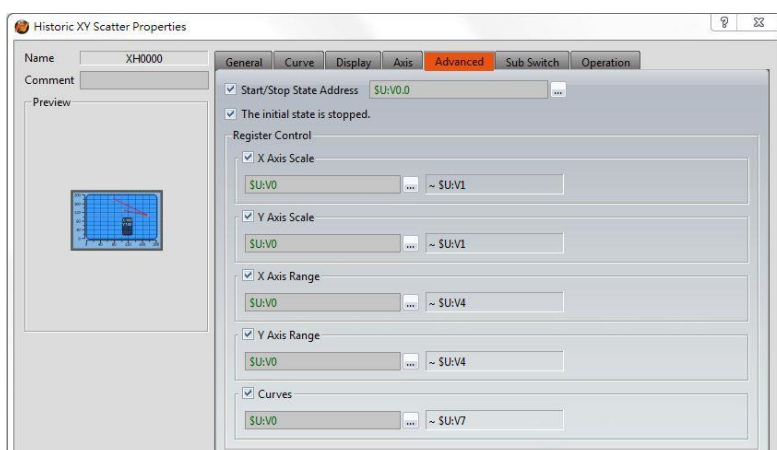 Historic XY Scatter Properties
Name XH0000
Comment
Preview
General Curve Display Axis Advanced Sub Switch Operation
Start/Stop State Address $U:V0.0 ...
The initial state is stopped.
Register Control
X Axis Scale
$U:V0 ... ~ $U:V1
Y Axis Scale
$U:V0 ... ~ $U:V1
X Axis Range
$U:V0 ... ~ $U:V4
Y Axis Range
$U:V0 ... ~ $U:V4
Curves
$U:V0 ... ~ $U:V7